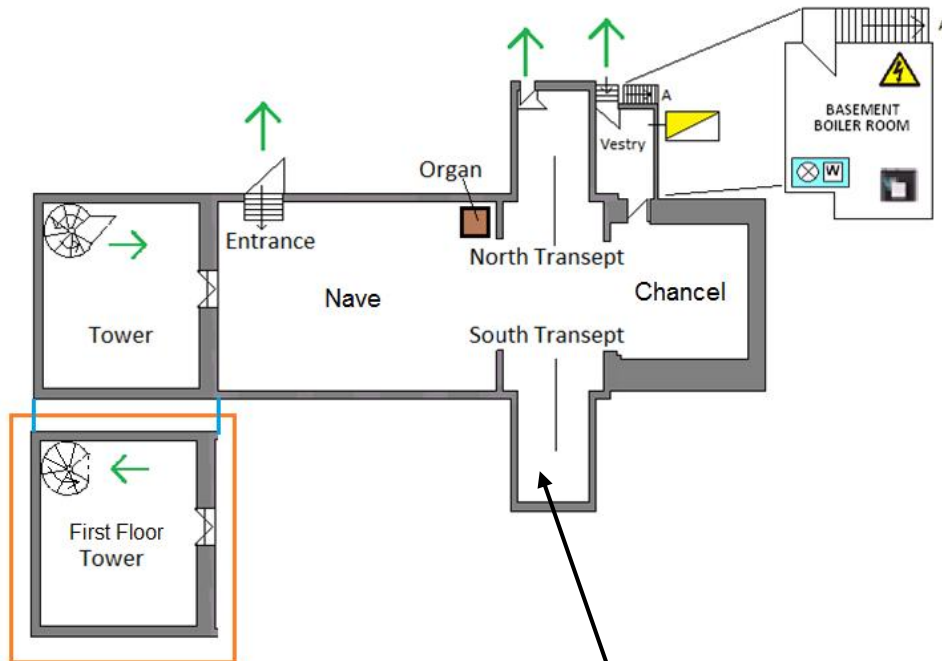 A
A
BASEMENT
BOILER ROOM
W
Vestry
Organ
Entrance
North Transept
Nave
Chancel
Tower
South Transept
First Floor
Tower